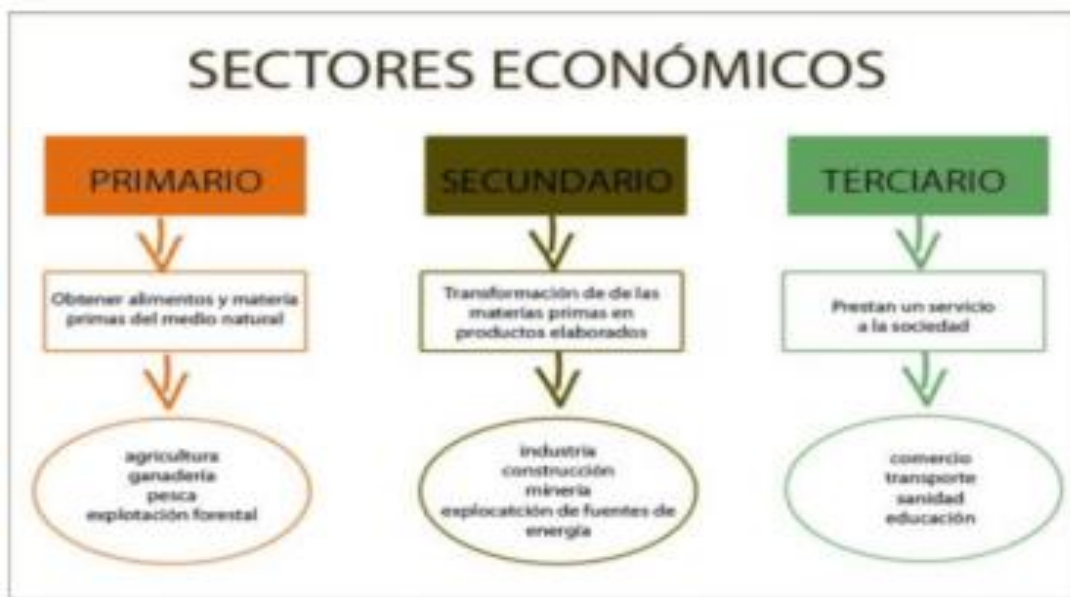 SECTORES ECONÓMICOS
PRIMARIO
Obtener alimentos y matería
primas del medio natural
agricultura
ganadería
pesca
explotación forestal
SECUNDARIO
Transformación de de las
materías primas en
productos elaborados
industria
construcción
minería
explocatción de fuentes de
energía
TERCIARIO
Prestan un servicio
a la sociedad
comercio
transporte
sanidad
educación